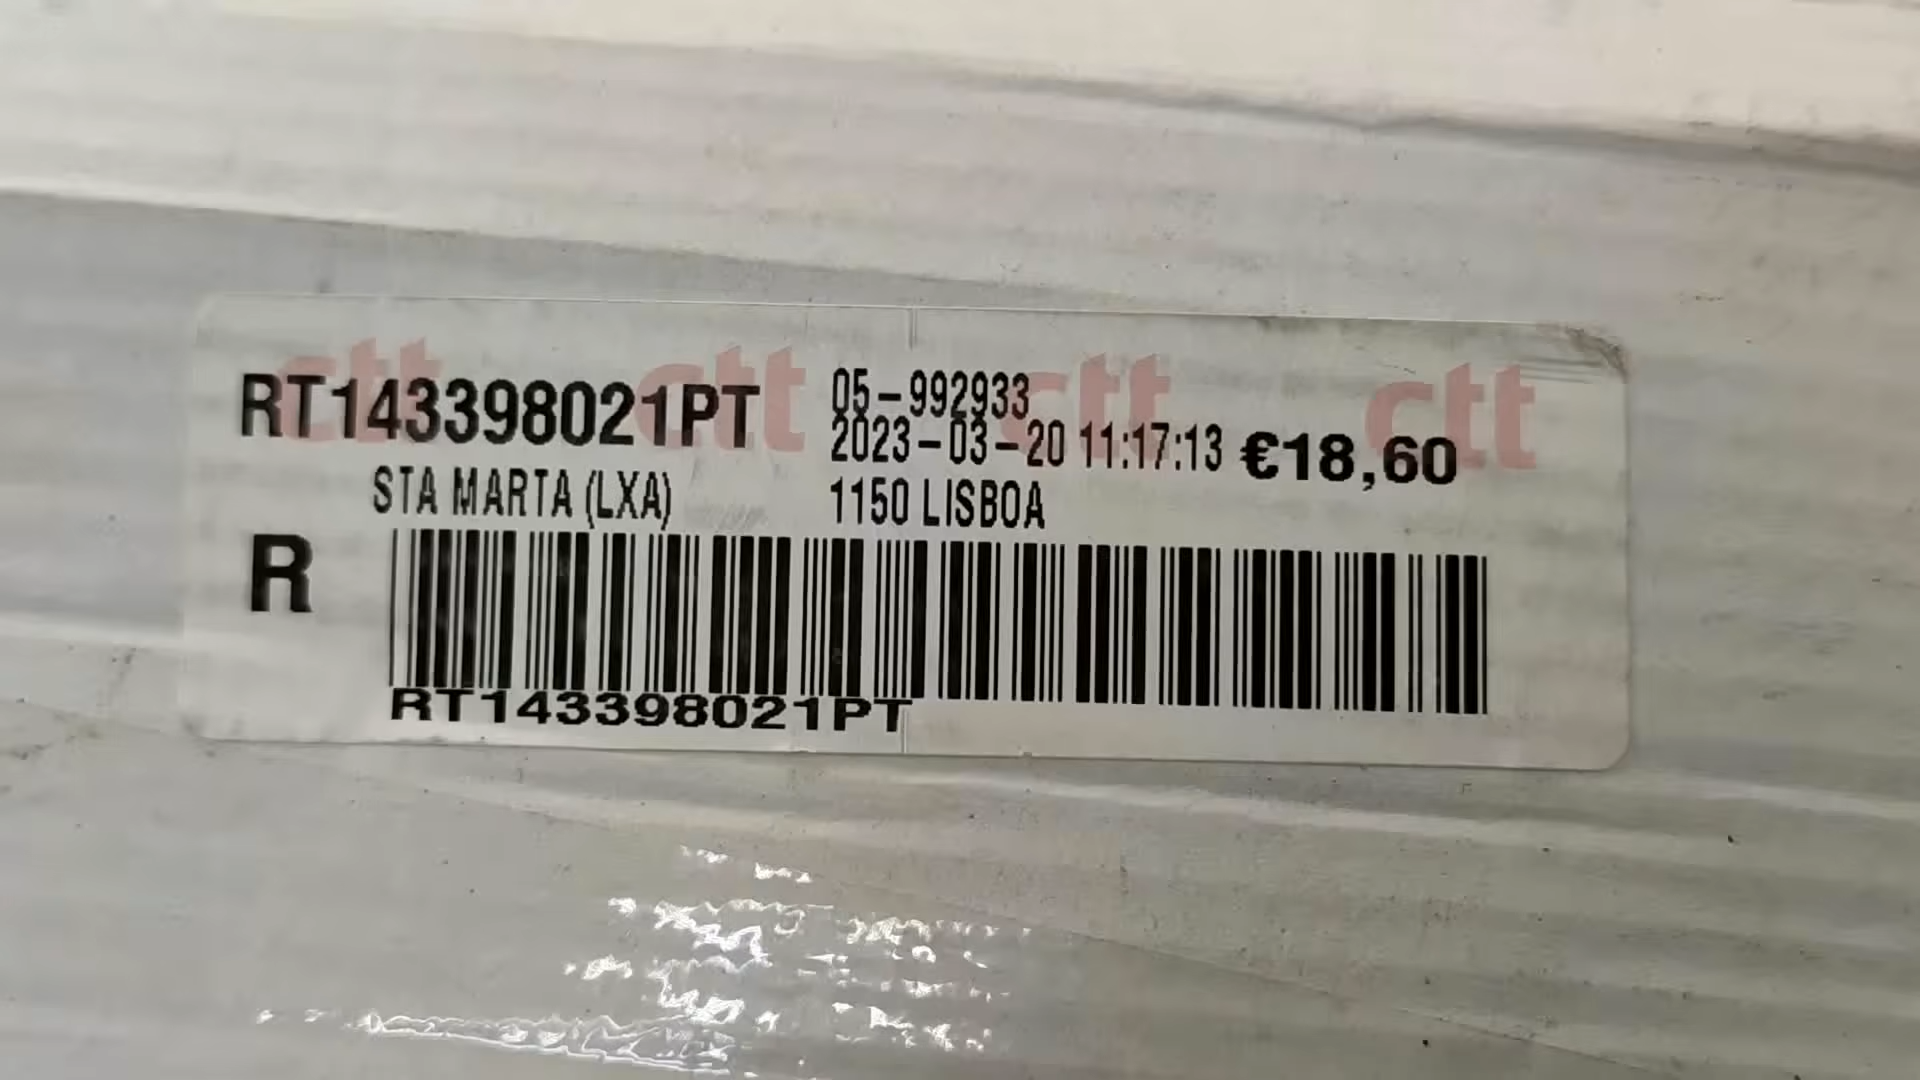 ctt ctt ctt ctt
RT143398021PT
05-992933
2023-03-20 11:17:13 €18,60
STA MARTA (LXA)
1150 LISBOA
R
RT143398021PT